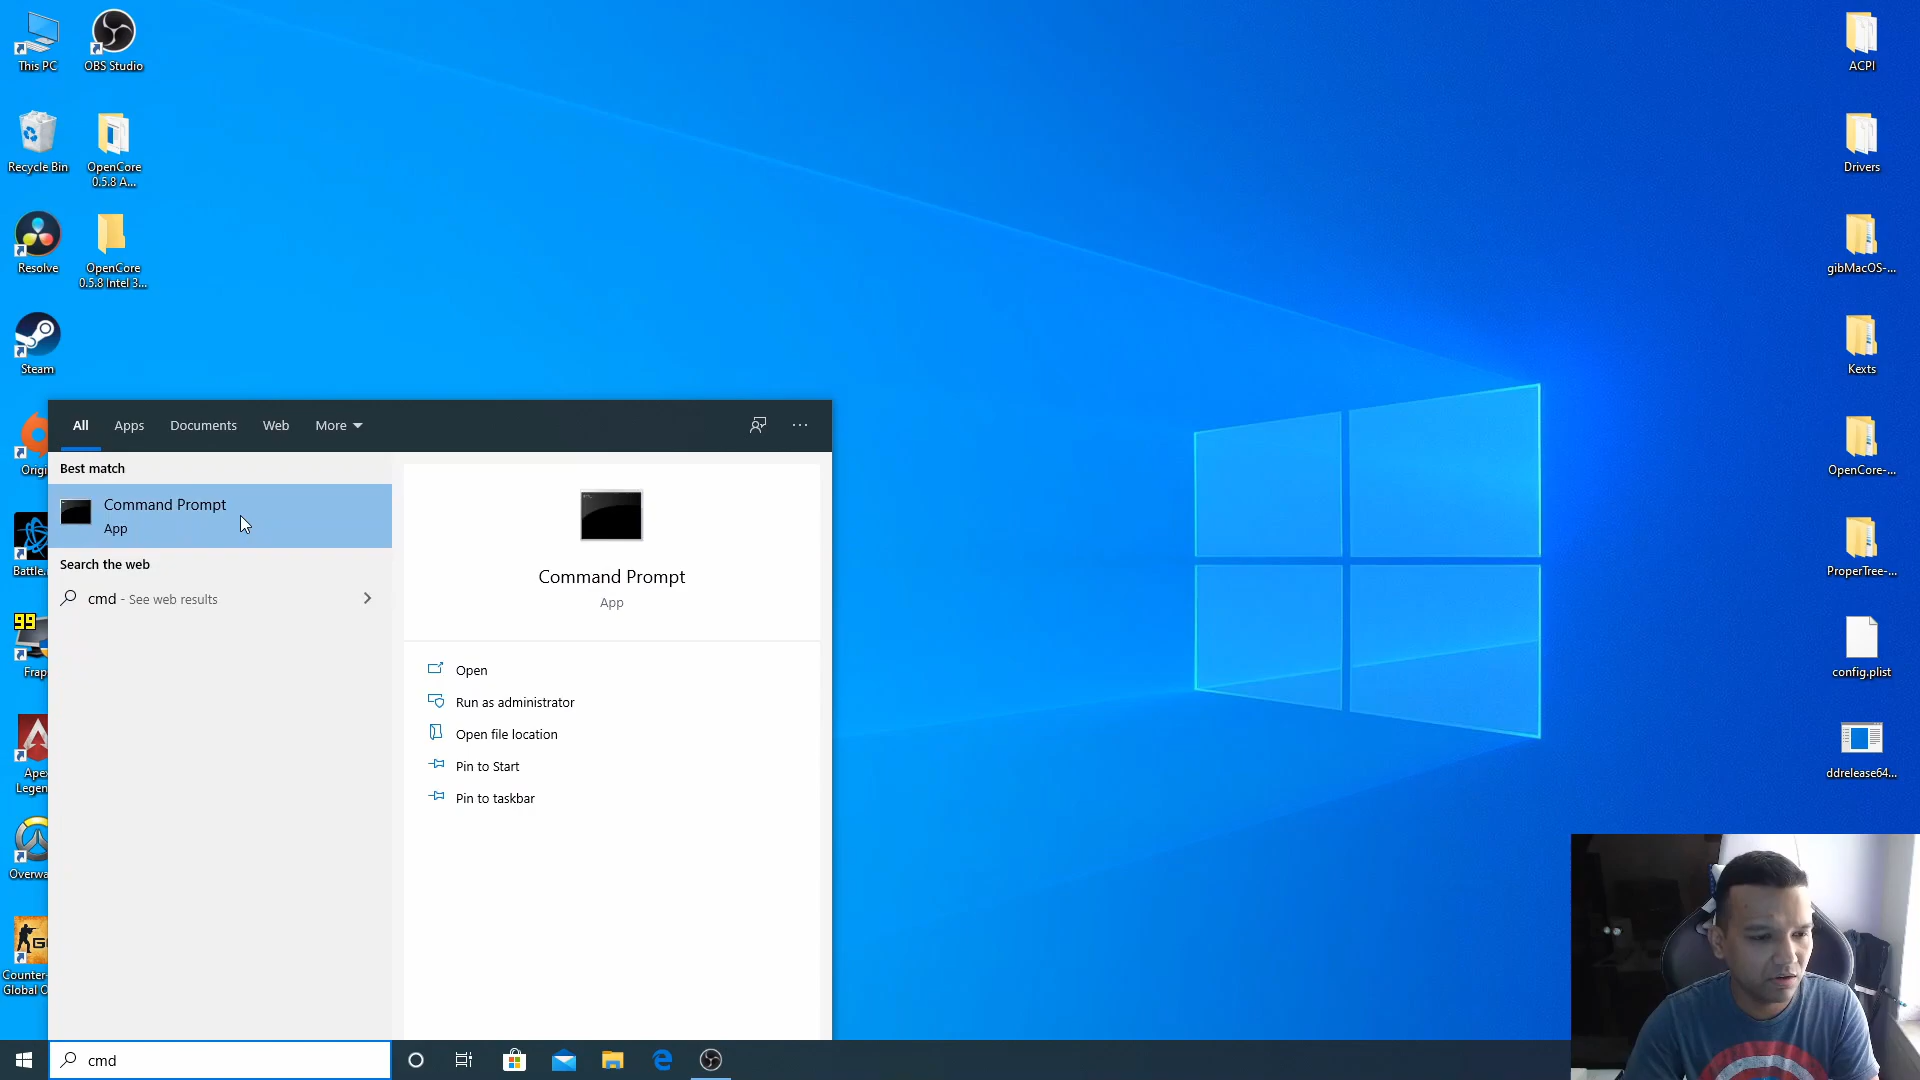 This PC
OBS Studio
Recycle Bin
OpenCore
0.5.8 A...
Resolve
OpenCore
0.5.8 Intel 3...
Steam
Origi
Battle.
99
Frap
Apex
Legen
Overwa
Counter-
Global O
All
Apps
Documents
Web
More
Best match
Command Prompt
App
Search the web
cmd - See web results
Command Prompt
App
Open
Run as administrator
Open file location
Pin to Start
Pin to taskbar
cmd
ACPI
Drivers
gibMacOS-...
Kexts
OpenCore-...
ProperTree-...
config.plist
ddrelease64...